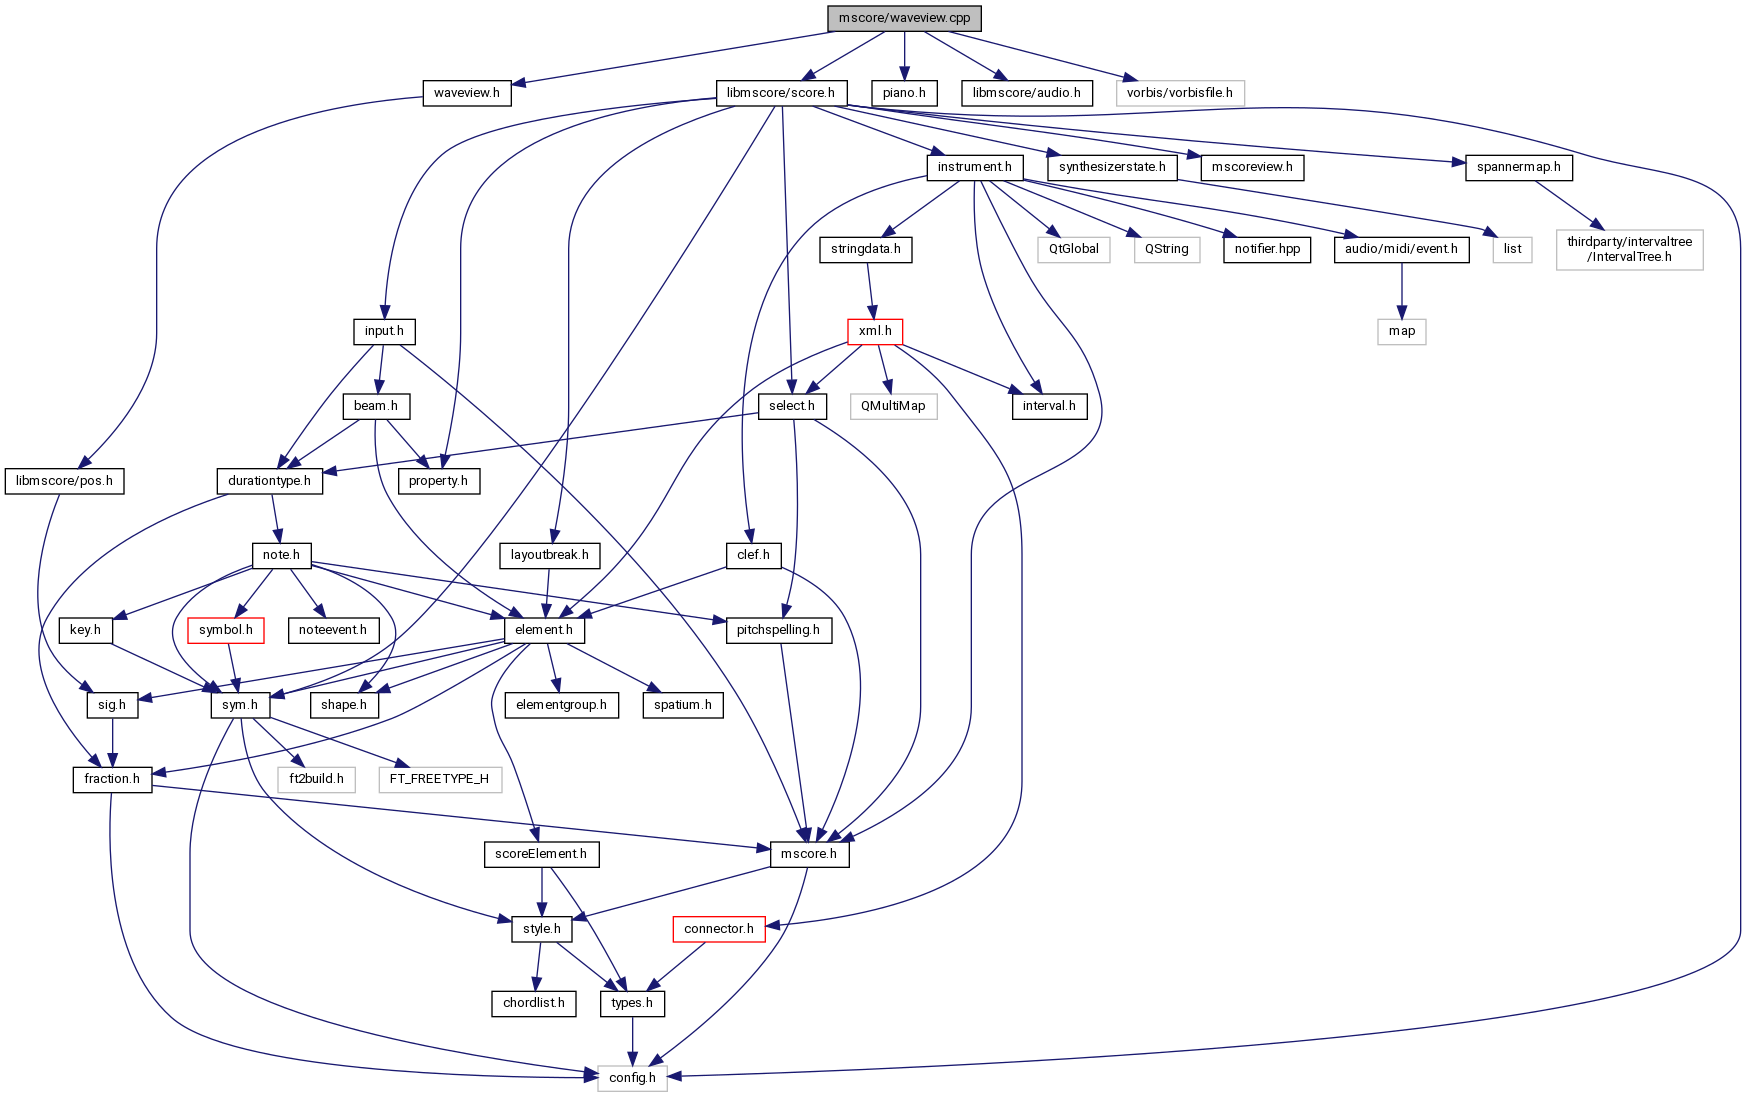 mscore/waveview.cpp
waveview.h
libmscore/score.h
piano.h
libmscore/audio.h
vorbis/vorbisfile.h
instrument.h
synthesizerstate.h
mscoreview.h
spannermap.h
stringdata.h
QtGlobal
QString
notifier.hpp
audio/midi/event.h
list
thirdparty/intervaltree
/IntervalTree.h
input.h
xml.h
map
beam.h
select.h
QMultiMap
interval.h
libmscore/pos.h
durationtype.h
property.h
note.h
layoutbreak.h
clef.h
key.h
symbol.h
noteevent.h
element.h
pitchspelling.h
sig.h
sym.h
shape.h
elementgroup.h
spatium.h
fraction.h
ft2build.h
FT_FREETYPE_H
scoreElement.h
mscore.h
style.h
connector.h
chordlist.h
types.h
config.h